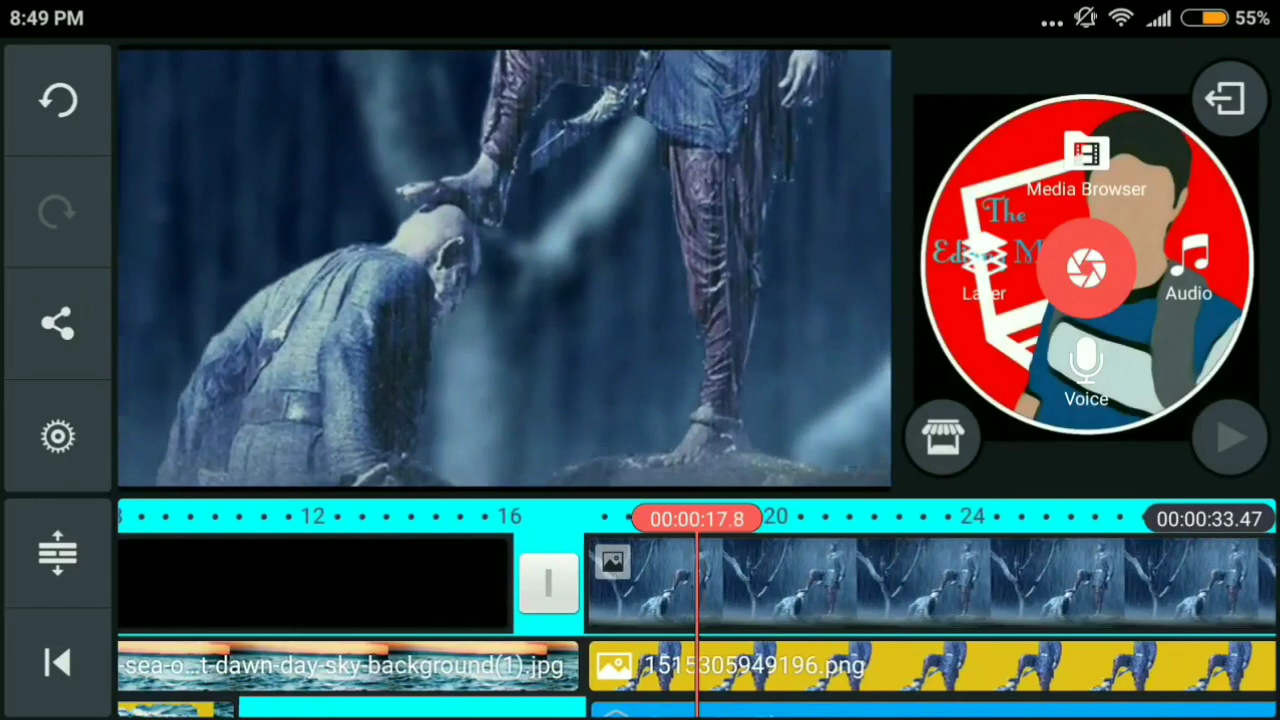 8:49 PM
55%
Media Browser
The
Layer
Audio
Voice
12
16
00:00:17.8
20
24
00:00:33.47
-sea-o...t-dawn-day-sky-background(1).jpg
1515305949196.png